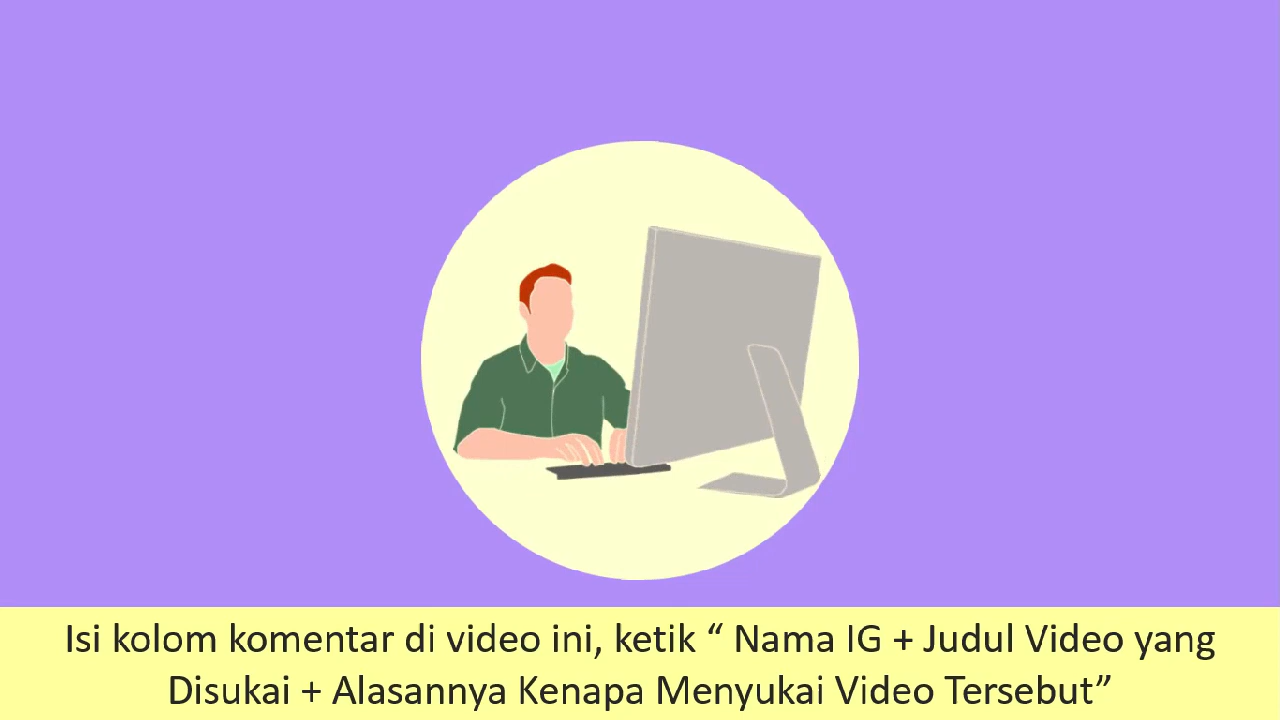 Isi kolom komentar di video ini, ketik “ Nama IG + Judul Video yang
Disukai + Alasannya Kenapa Menyukai Video Tersebut”